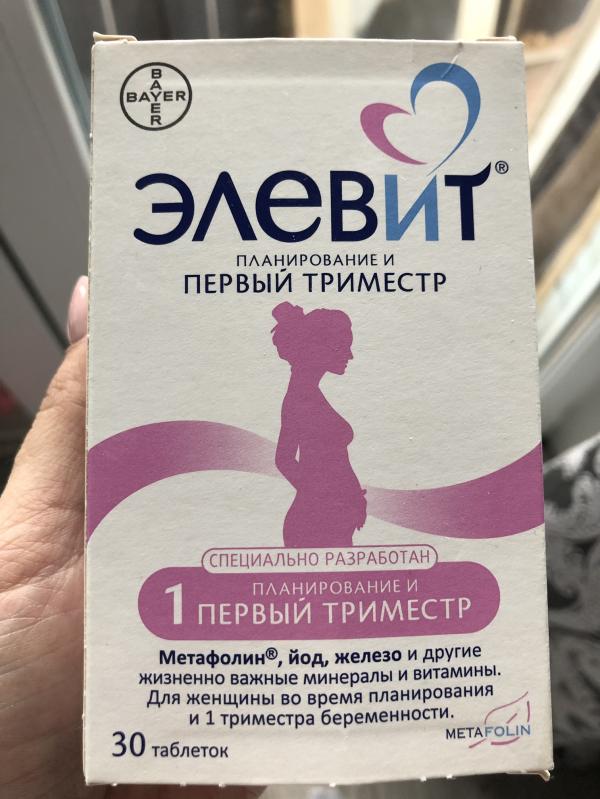 BAYER
BAYER
ЭЛЕВИТ®
ПЛАНИРОВАНИЕ И
ПЕРВЫЙ ТРИМЕСТР
СПЕЦИАЛЬНО РАЗРАБОТАН
1 ПЛАНИРОВАНИЕ И
ПЕРВЫЙ ТРИМЕСТР
Метафолин®, йод, железо и другие
жизненно важные минералы и витамины.
Для женщины во время планирования
и 1 триместра беременности.
METAFOLIN
30 таблеток